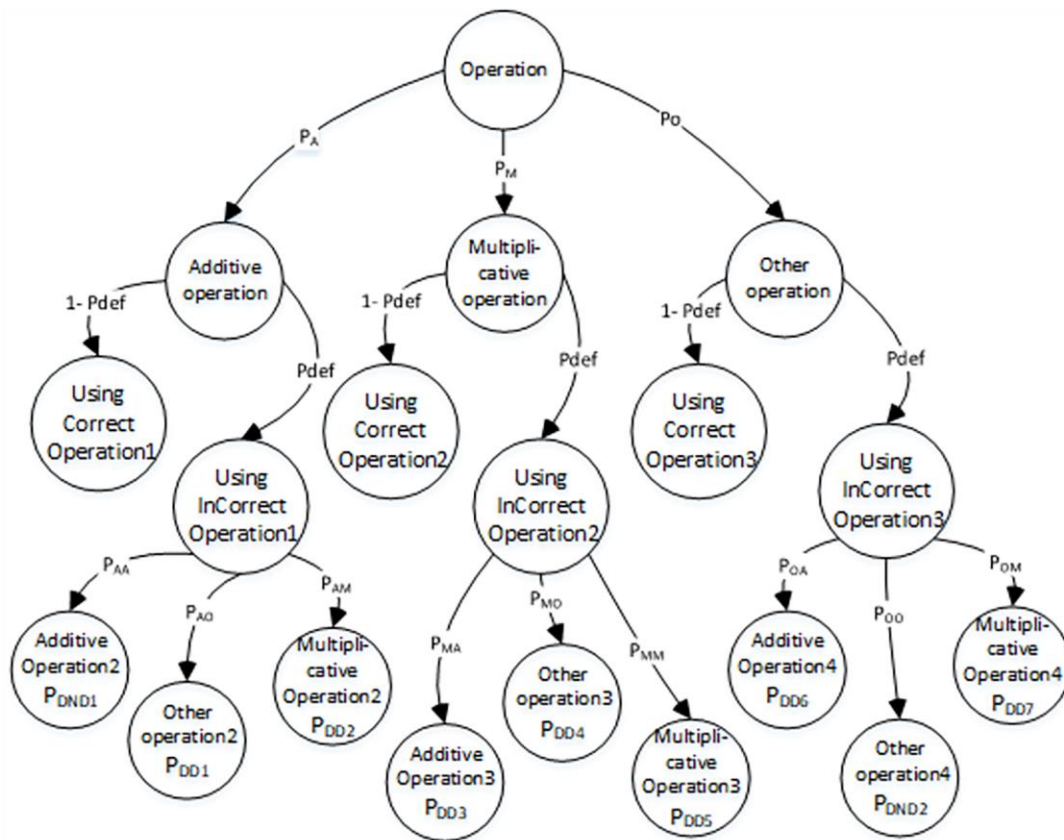 Operation
PA
PM
Po
Additive
operation
Multipli-
cative
operation
Other
operation
1- Pdef
Pdef
1- Pdef
Pdef
1- Pdef
Pdef
Using
Correct
Operation1
Using
Correct
Operation2
Using
Correct
Operation3
Using
InCorrect
Operation1
Using
InCorrect
Operation2
Using
InCorrect
Operation3
PAA
PAO
PAM
PMA
PMO
PMM
POA
POO
POM
Additive
Operation2
PDND1
Other
operation2
PDD1
Multipli-
cative
Operation2
PDD2
Additive
Operation3
PDD3
Other
operation3
PDD4
Multipli-
cative
Operation3
PDD5
Additive
Operation4
PDD6
Other
operation4
PDND2
Multipli-
cative
Operation4
PDD7